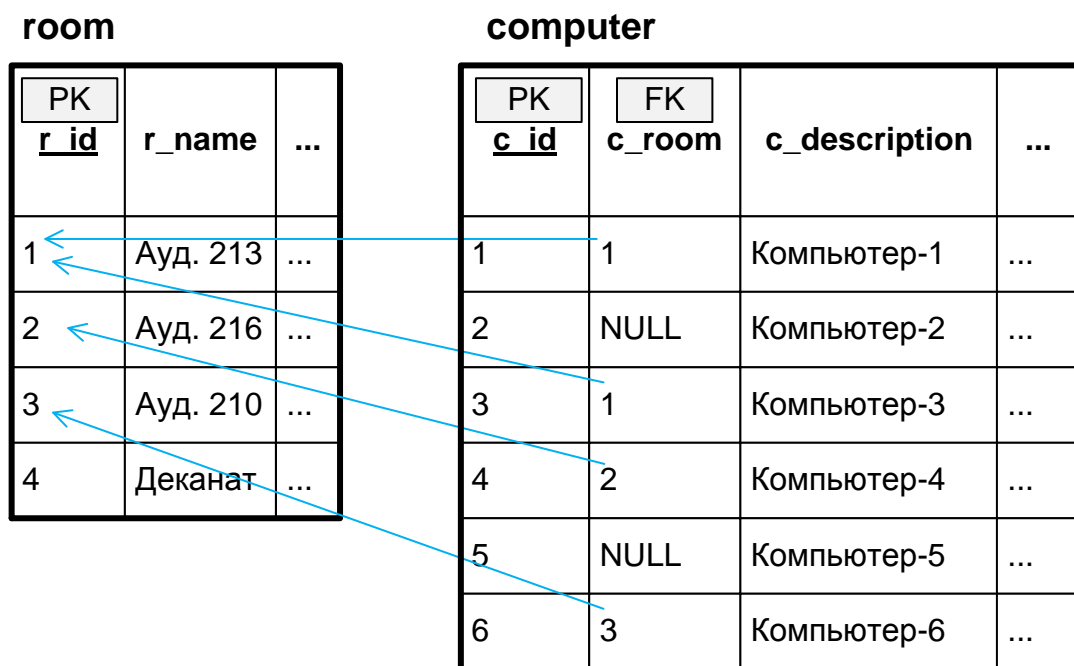 room
computer
PK
r_id r_name ...
1 Ауд. 213 ...
2 Ауд. 216 ...
3 Ауд. 210 ...
4 Деканат ...
PK FK
c_id c_room c_description ...
1 1 Компьютер-1 ...
2 NULL Компьютер-2 ...
3 1 Компьютер-3 ...
4 2 Компьютер-4 ...
5 NULL Компьютер-5 ...
6 3 Компьютер-6 ...